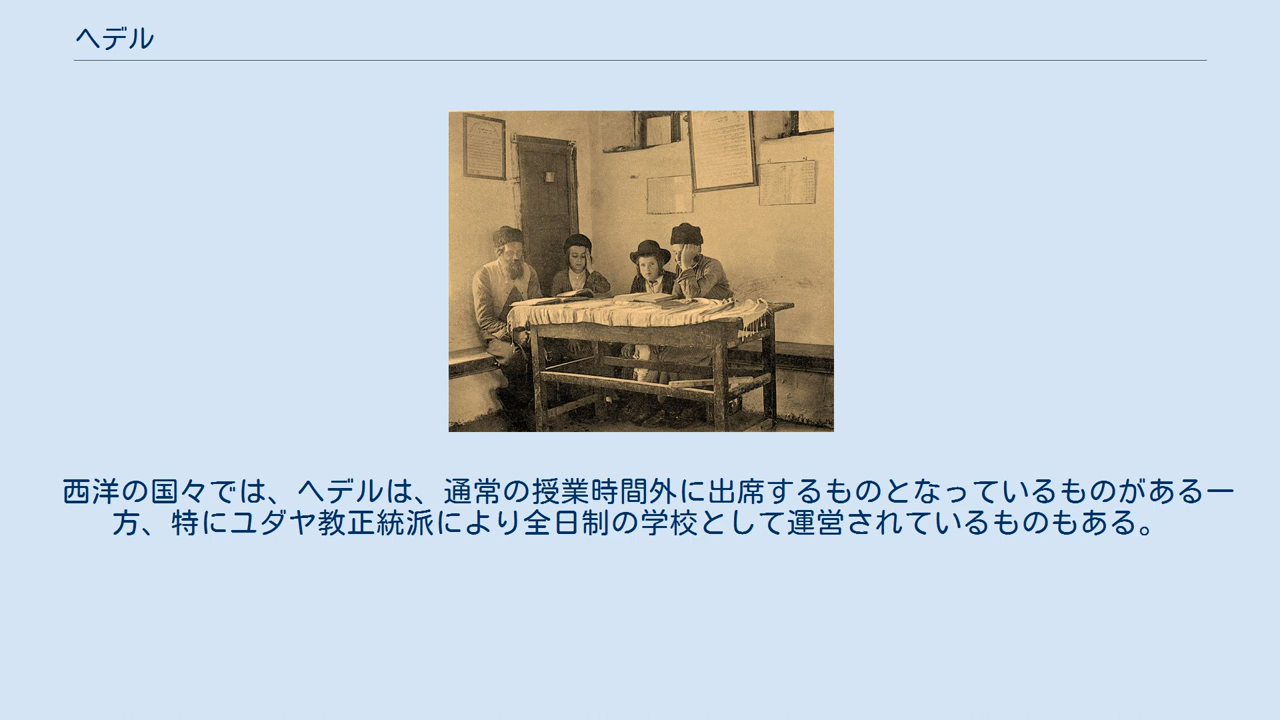 ヘデル
西洋の国々では、ヘデルは、通常の授業時間外に出席するものとなっているものがある一
方、特にユダヤ教正統派により全日制の学校として運営されているものもある。